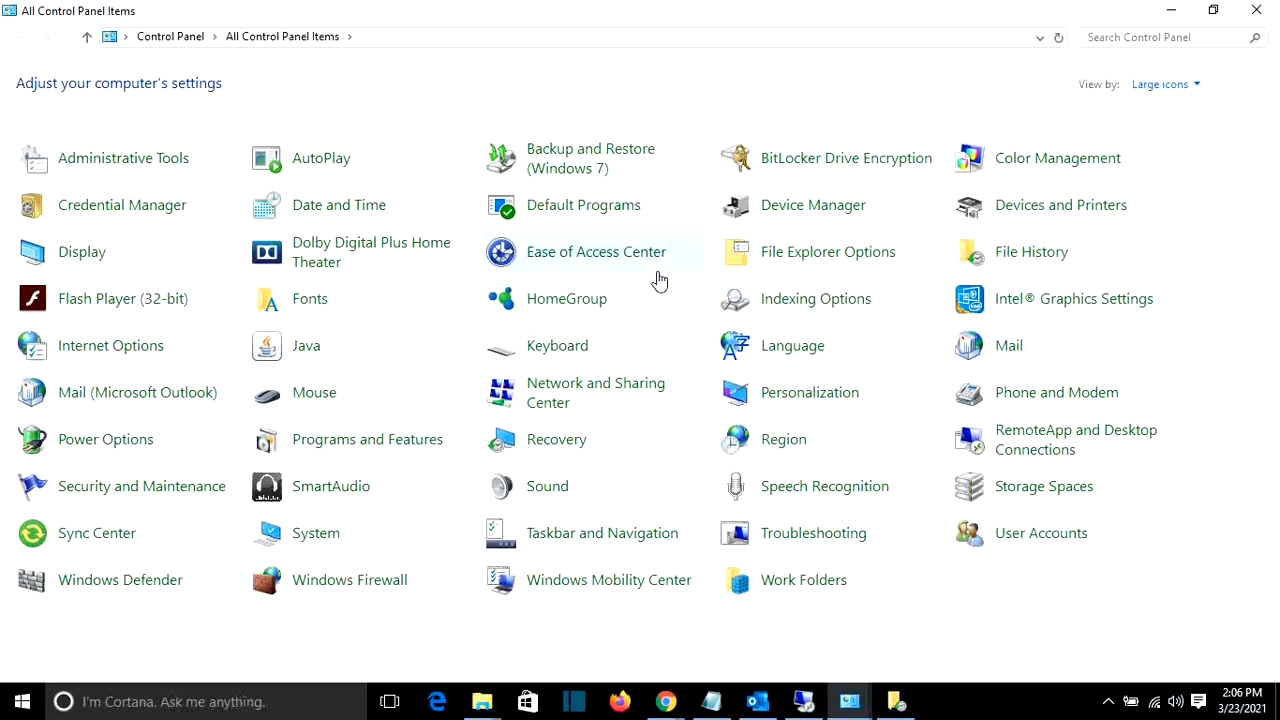 All Control Panel Items
Control Panel > All Control Panel Items >
Search Control Panel
Adjust your computer's settings
View by: Large icons
Administrative Tools
AutoPlay
Backup and Restore
(Windows 7)
BitLocker Drive Encryption
Color Management
Credential Manager
Date and Time
Default Programs
Device Manager
Devices and Printers
Display
Dolby Digital Plus Home
Theater
Ease of Access Center
File Explorer Options
File History
Flash Player (32-bit)
Fonts
HomeGroup
Indexing Options
Intel® Graphics Settings
Internet Options
Java
Keyboard
Language
Mail
Mail (Microsoft Outlook)
Mouse
Network and Sharing
Center
Personalization
Phone and Modem
Power Options
Programs and Features
Recovery
Region
RemoteApp and Desktop
Connections
Security and Maintenance
SmartAudio
Sound
Speech Recognition
Storage Spaces
Sync Center
System
Taskbar and Navigation
Troubleshooting
User Accounts
Windows Defender
Windows Firewall
Windows Mobility Center
Work Folders
I'm Cortana. Ask me anything.
2:06 PM
3/23/2021